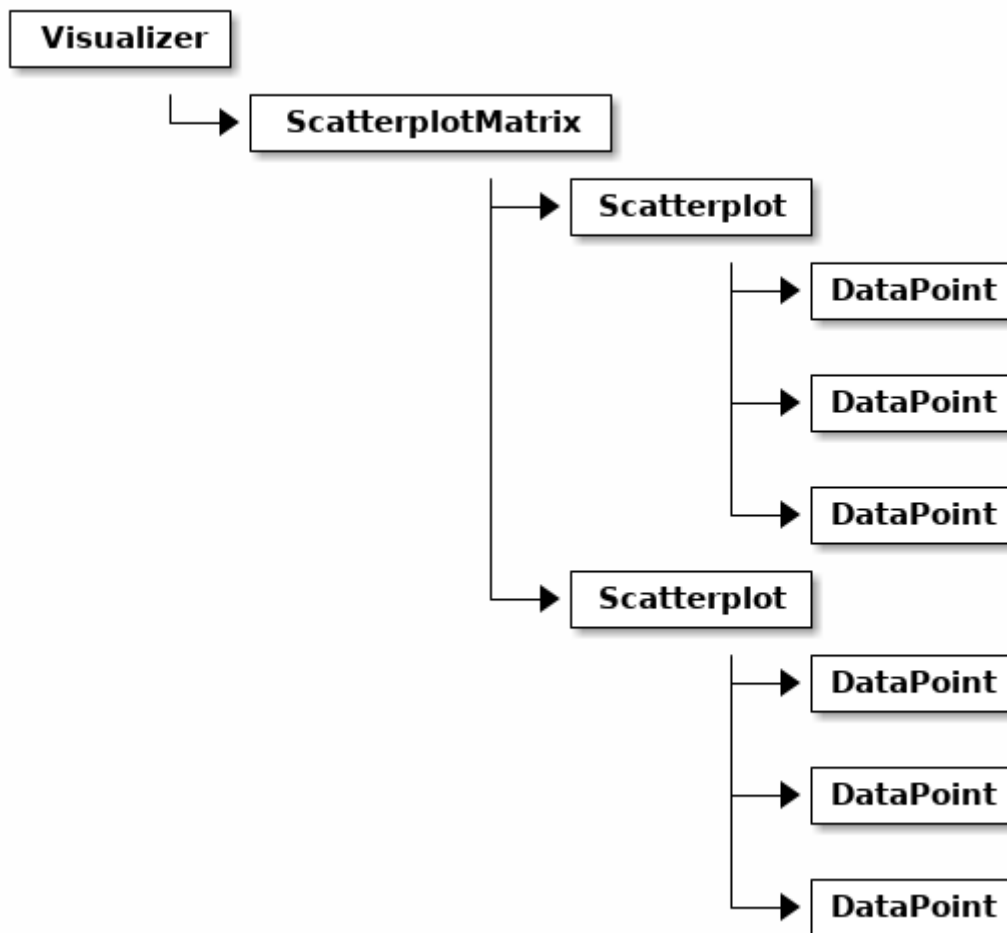 Visualizer
ScatterplotMatrix
Scatterplot
DataPoint
DataPoint
DataPoint
Scatterplot
DataPoint
DataPoint
DataPoint